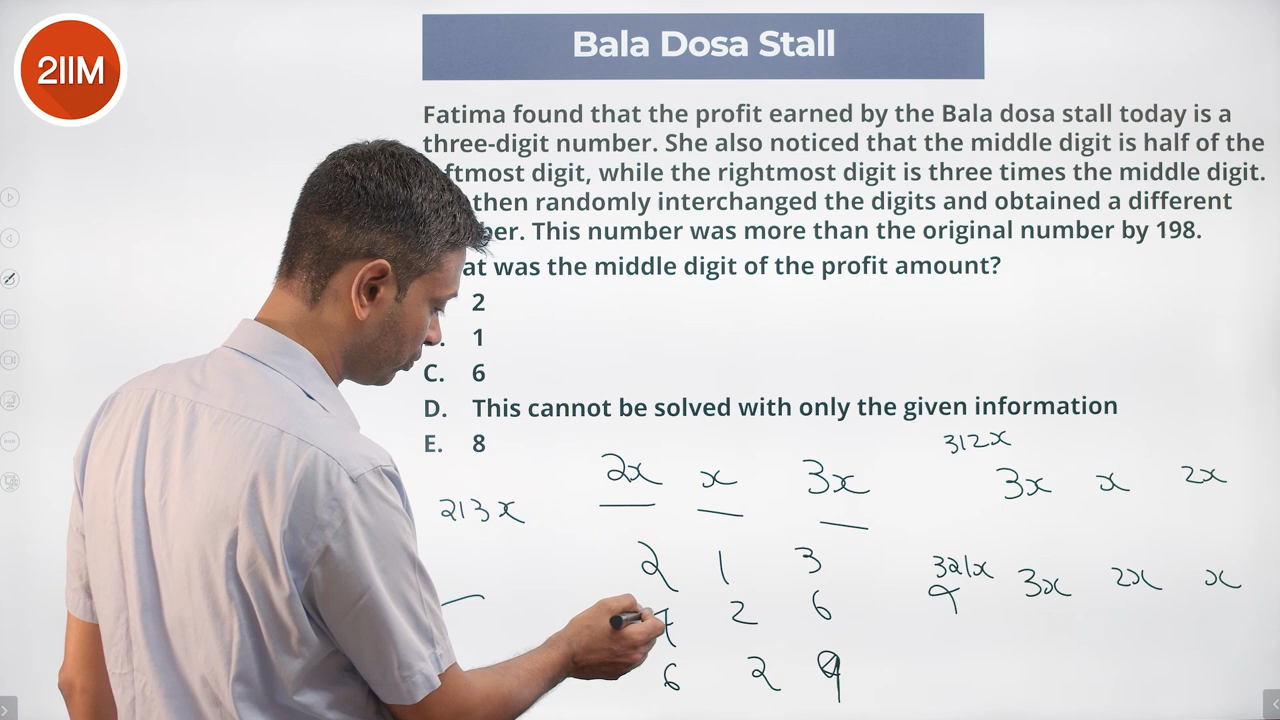 2IIM
Bala Dosa Stall
Fatima found that the profit earned by the Bala dosa stall today is a
three-digit number. She also noticed that the middle digit is half of the
ftmost digit, while the rightmost digit is three times the middle digit.
then randomly interchanged the digits and obtained a different
ber. This number was more than the original number by 198.
at was the middle digit of the profit amount?
2
. 1
C. 6
D. This cannot be solved with only the given information
E. 8
312x
2x x 3x 3x x 2x
213x
2 1 3 321x 3x 2x x
2 6
6 2 9